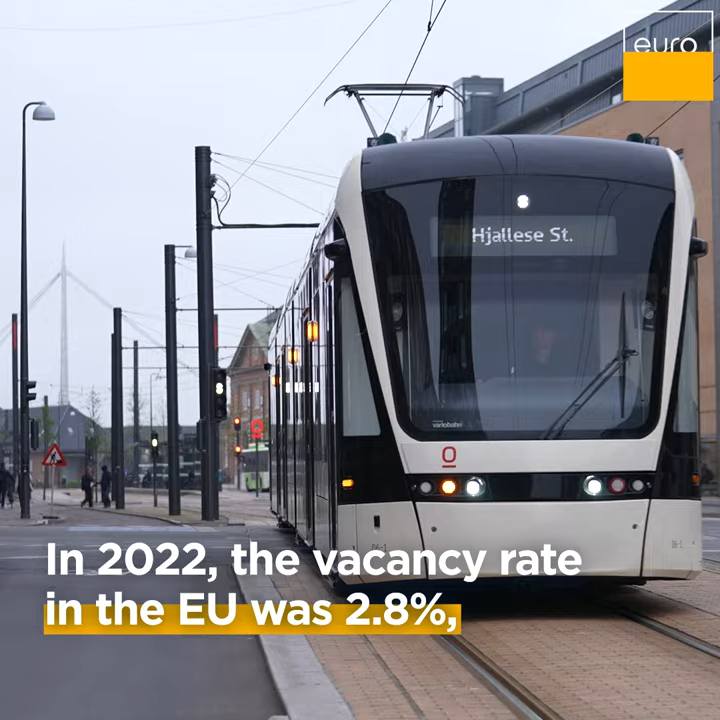 euro
Hjallese St.
variobahn
In 2022, the vacancy rate
in the EU was 2.8%,